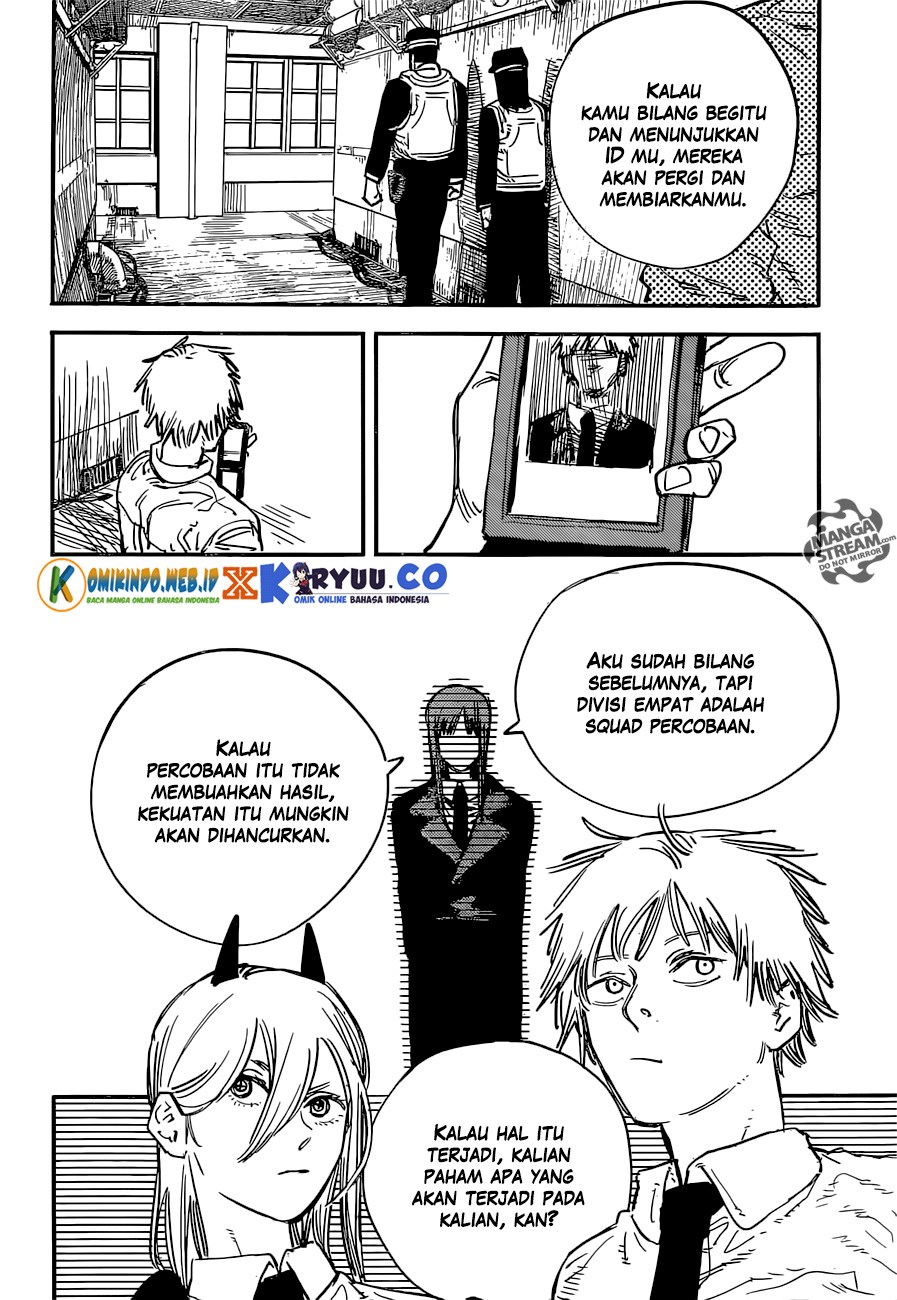 KALAU
KAMU BILANG BEGITU
DAN MENUNJUKKAN
ID MU, MEREKA
AKAN PERGI DAN
MEMBIARKANMU.
MANGA
STREAM.com
DO NOT MIRROR
KOMIKINDO.WEB.ID X KIRYUU.CO
BACA MANGA ONLINE BAHASA INDONESIA
OMIK ONLINE BAHASA INDONESIA
AKU SUDAH BILANG
SEBELUMNYA, TAPI
DIVISI EMPAT ADALAH
SQUAD PERCOBAAN.
KALAU
PERCOBAAN ITU TIDAK
MEMBUAHKAN HASIL,
KEKUATAN ITU MUNGKIN
AKAN DIHANCURKAN.
KALAU HAL ITU
TERJADI, KALIAN
PAHAM APA YANG
AKAN TERJADI PADA
KALIAN, KAN?